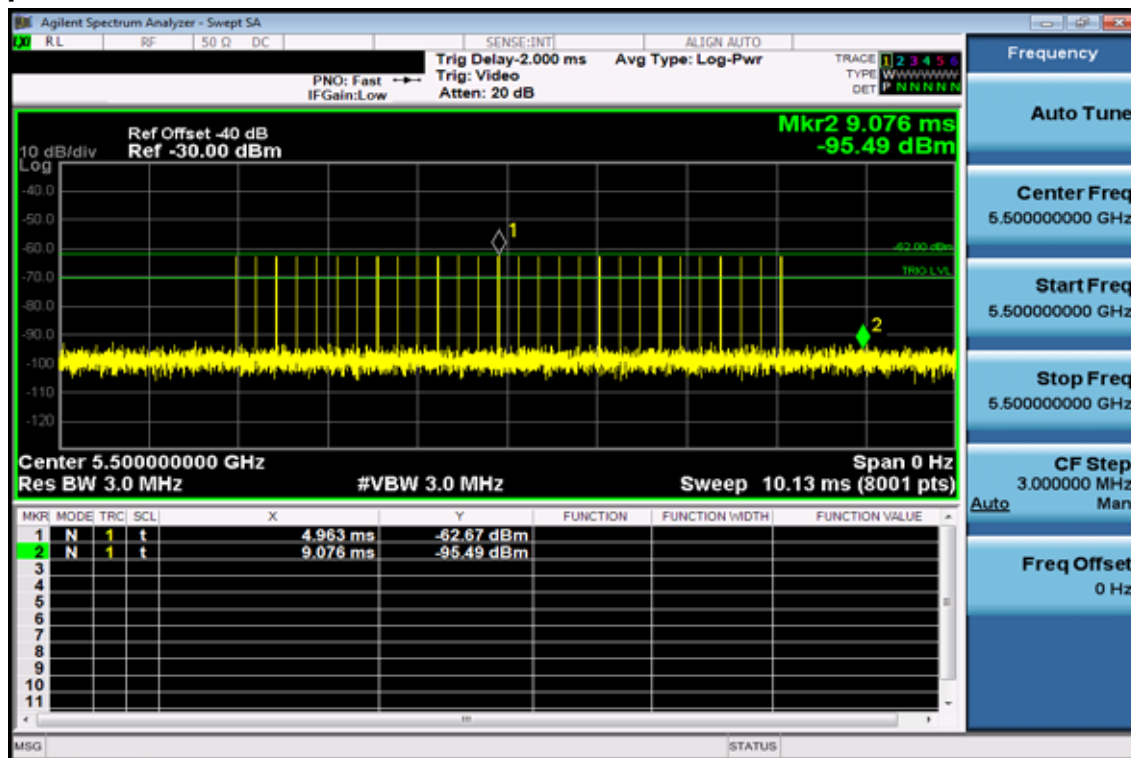 Agilent Spectrum Analyzer - Swept SA
RL RF 50 Ω DC SENSE:INT ALIGN AUTO
Trig Delay-2.000 ms Avg Type: Log-Pwr TRACE 1 2 3 4 5 6
PNO: Fast Trig: Video TYPE WWWWWW
IFGain:Low Atten: 20 dB DET P N N N N N
Frequency
Auto Tune
Mkr2 9.076 ms
-95.49 dBm
Ref Offset -40 dB
10 dB/div Ref -30.00 dBm
Log
-40.0
-50.0
-60.0
-70.0
-80.0
-90.0
-100
-110
-120
1
2
-62.00 dBm
TRIG LVL
Center 5.500000000 GHz Span 0 Hz
Res BW 3.0 MHz #VBW 3.0 MHz Sweep 10.13 ms (8001 pts)
Center Freq
5.500000000 GHz
Start Freq
5.500000000 GHz
Stop Freq
5.500000000 GHz
CF Step
3.000000 MHz
Auto Man
Freq Offset
0 Hz
MKR MODE TRC SCL X Y FUNCTION FUNCTION WIDTH FUNCTION VALUE
1 N 1 t 4.963 ms -62.67 dBm
2 N 1 t 9.076 ms -95.49 dBm
3
4
5
6
7
8
9
10
11
MSG STATUS